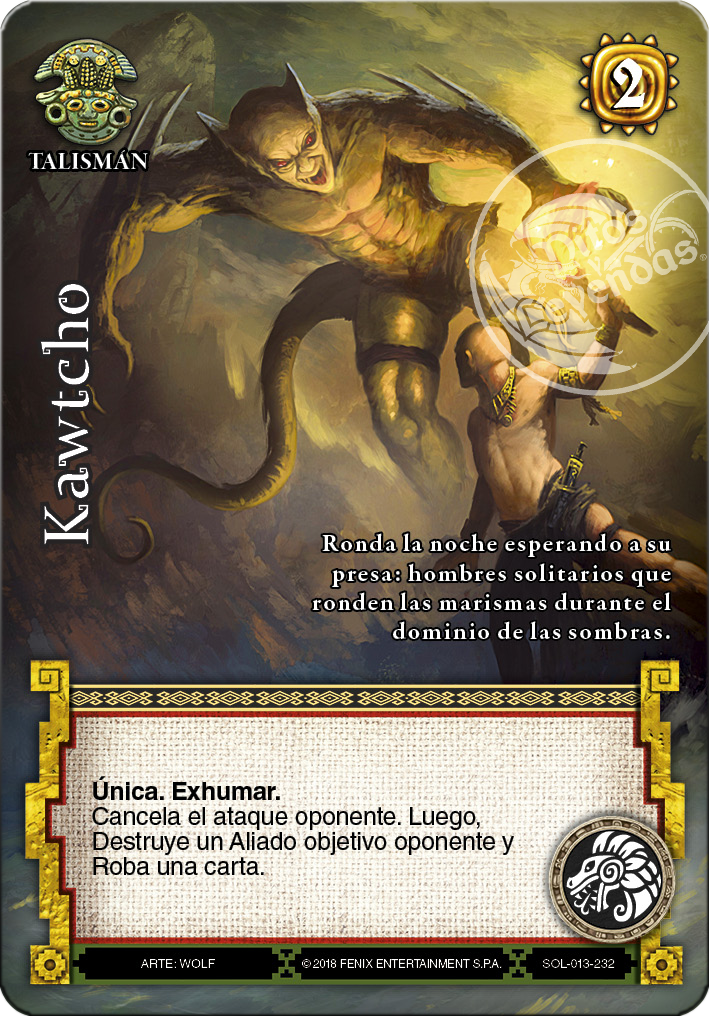 2
TALISMÁN
Mitos y
Leyendas
Kawtcho
Ronda la noche esperando a su
presa: hombres solitarios que
ronden las marismas durante el
dominio de las sombras.
Única. Exhumar.
Cancela el ataque oponente. Luego,
Destruye un Aliado objetivo oponente y
Roba una carta.
ARTE: WOLF
© 2018 FENIX ENTERTAINMENT S.P.A.
SOL-013-232